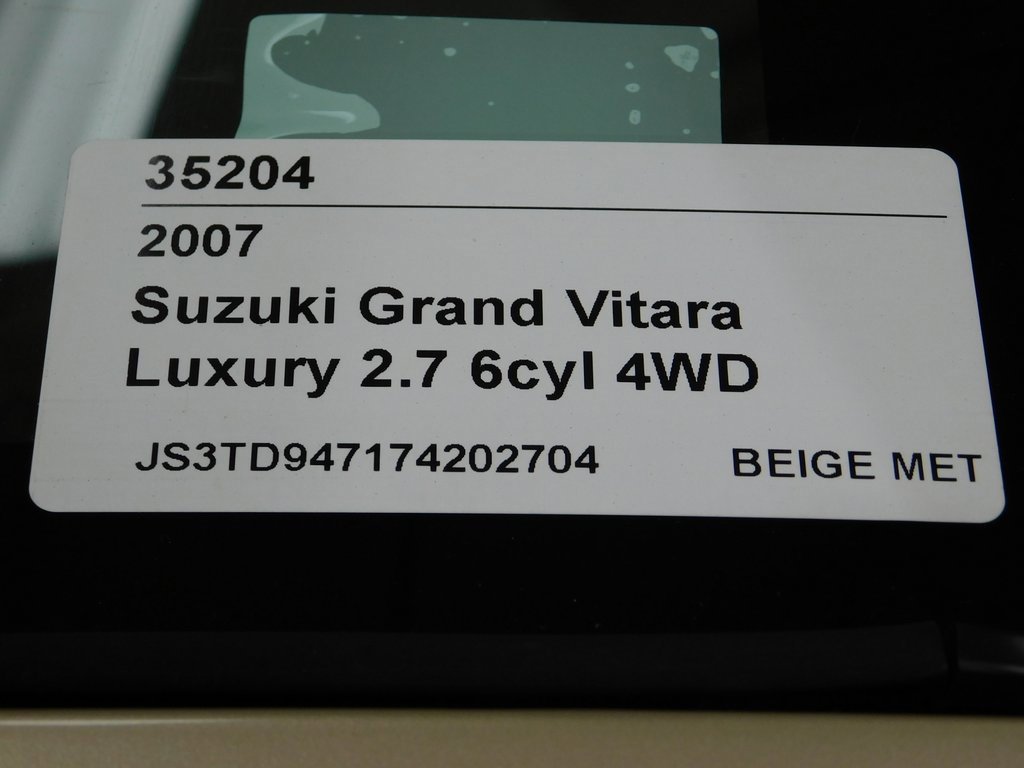 35204
2007
Suzuki Grand Vitara
Luxury 2.7 6cyl 4WD
JS3TD947174202704 BEIGE MET